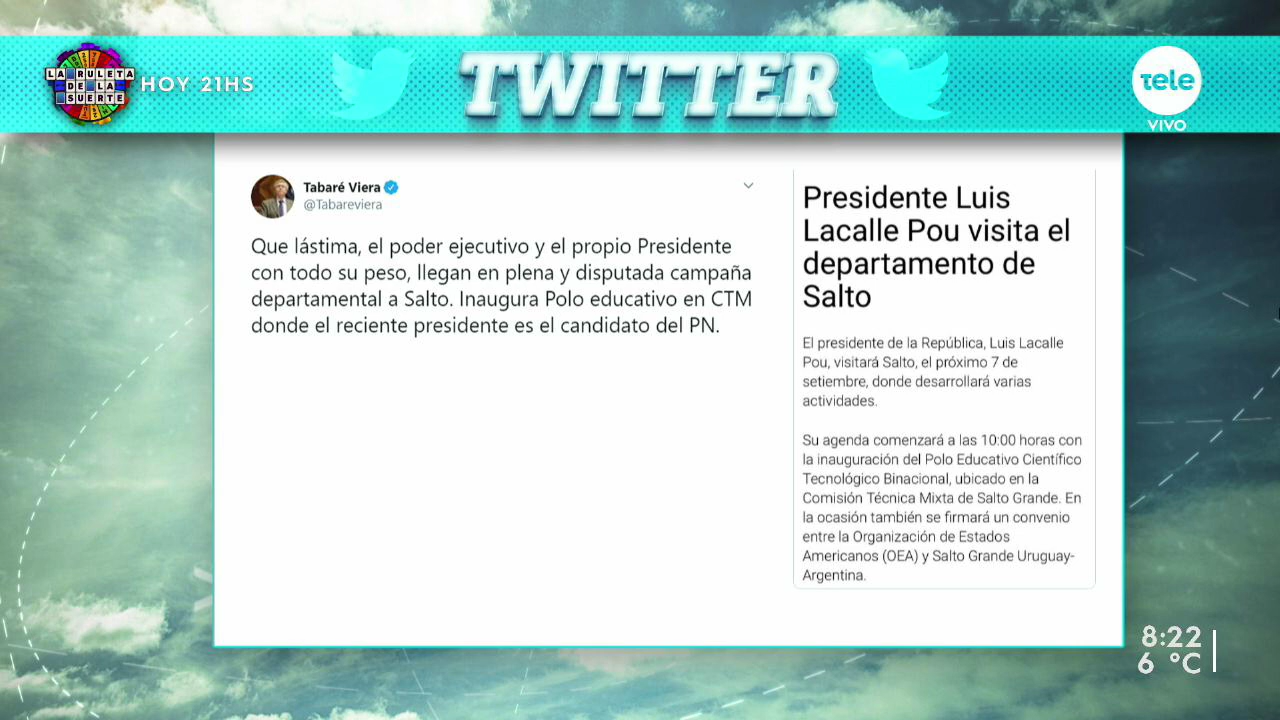 LA RULETA
DE LA
SUERTE
HOY 21HS
TWITTER
tele
VIVO
Tabaré Viera
@Tabareviera
Que lástima, el poder ejecutivo y el propio Presidente
con todo su peso, llegan en plena y disputada campaña
departamental a Salto. Inaugura Polo educativo en CTM
donde el reciente presidente es el candidato del PN.
Presidente Luis
Lacalle Pou visita el
departamento de
Salto
El presidente de la República, Luis Lacalle
Pou, visitará Salto, el próximo 7 de
setiembre, donde desarrollará varias
actividades.
Su agenda comenzará a las 10:00 horas con
la inauguración del Polo Educativo Científico
Tecnológico Binacional, ubicado en la
Comisión Técnica Mixta de Salto Grande. En
la ocasión también se firmará un convenio
entre la Organización de Estados
Americanos (OEA) y Salto Grande Uruguay-
Argentina.
8:22
6 °C